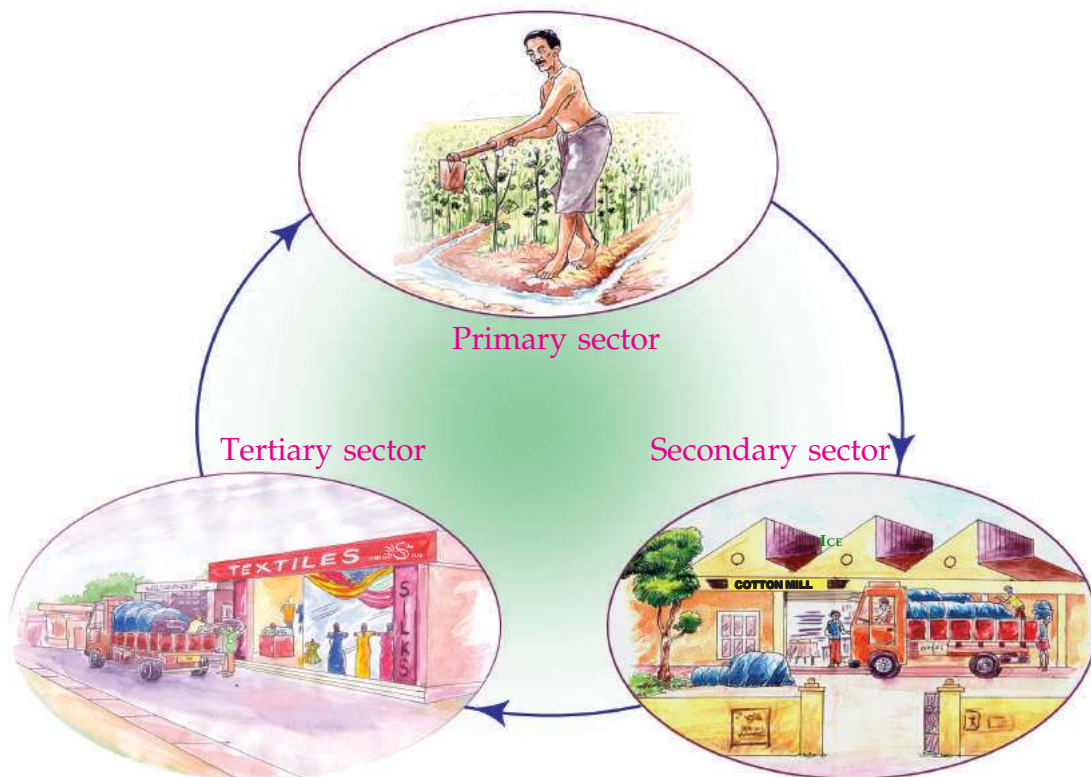 Primary sector
Tertiary sector
Secondary sector
TEXTILES
SILKS
ICE
COTTON MILL